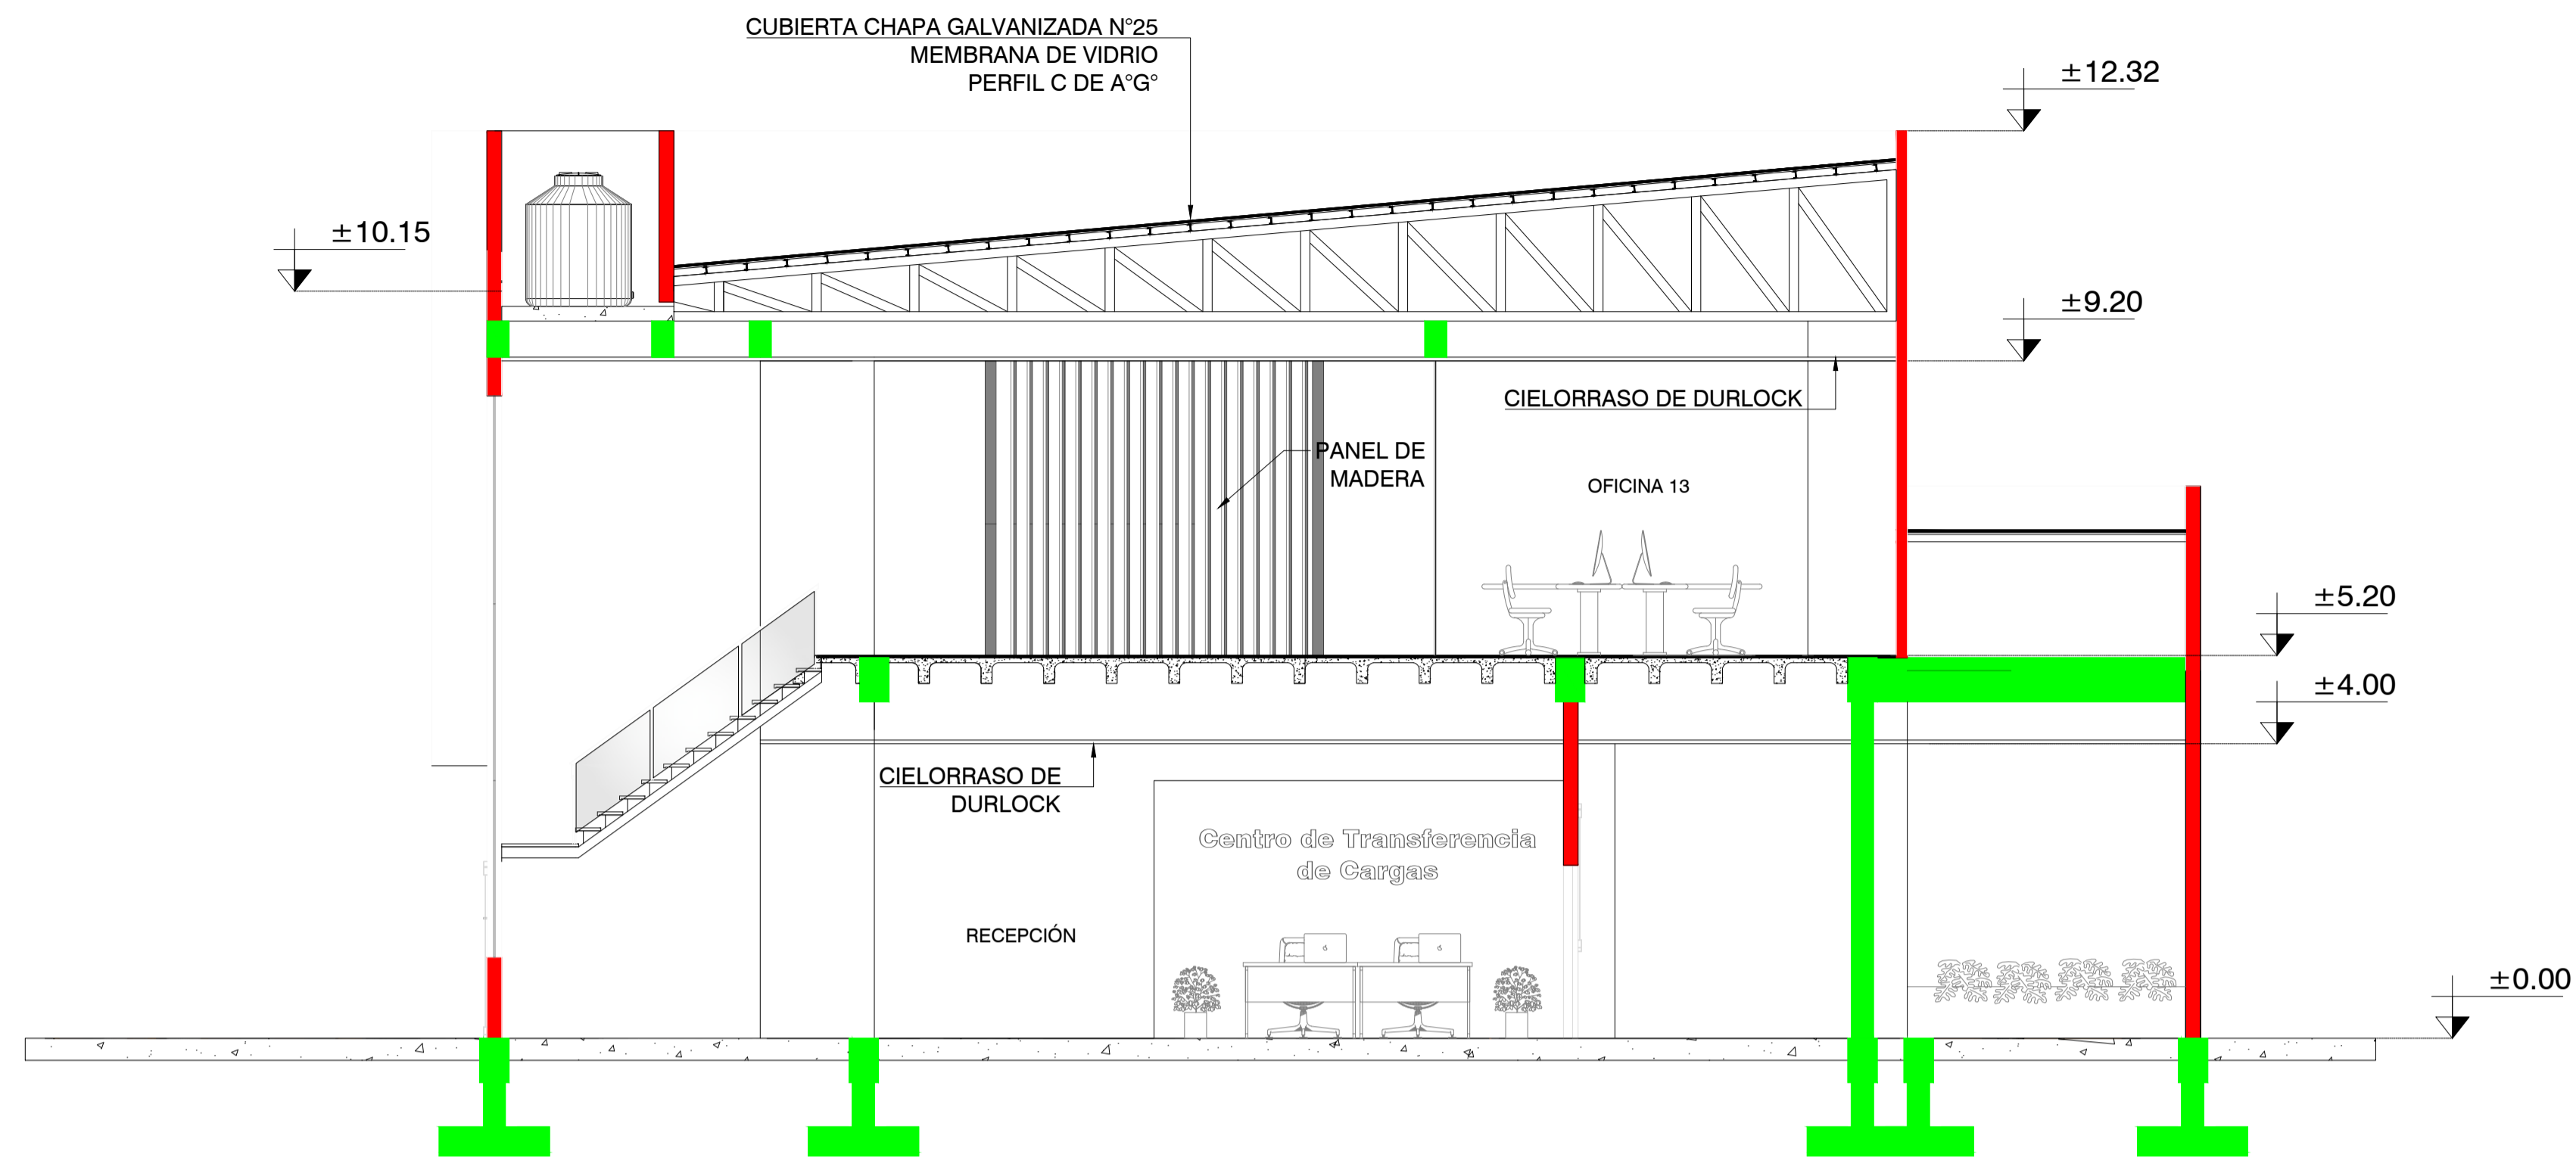 CUBIERTA CHAPA GALVANIZADA N°25
MEMBRANA DE VIDRIO
PERFIL C DE A°G°
±12.32
±10.15
±9.20
CIELORRASO DE DURLOCK
PANEL DE
MADERA
OFICINA 13
±5.20
±4.00
CIELORRASO DE
DURLOCK
Centro de Transferencia
de Cargas
RECEPCIÓN
±0.00